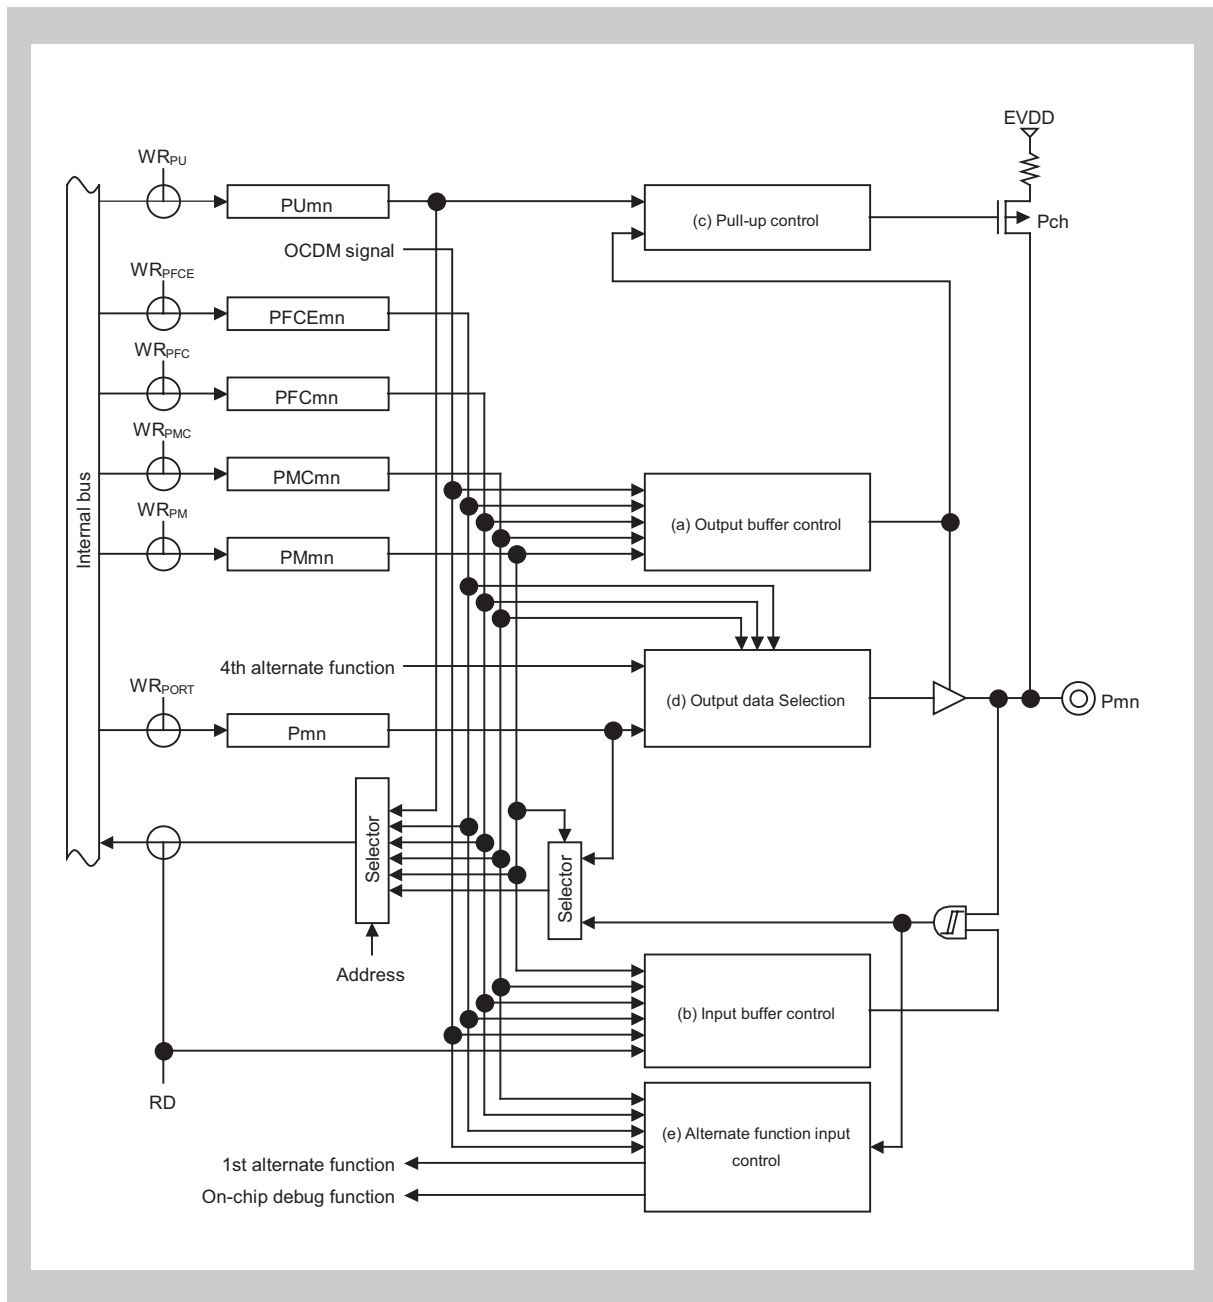 EVDD
WRPU
PUmn
(c) Pull-up control
Pch
OCDM signal
WRPFCE
PFCEmn
WRPFC
PFCmn
WRPMC
PMCmn
Internal bus
WRPM
PMmn
(a) Output buffer control
4th alternate function
WRPORT
Pmn
(d) Output data Selection
Pmn
Selector
Selector
Address
(b) Input buffer control
RD
(e) Alternate function input
control
1st alternate function
On-chip debug function